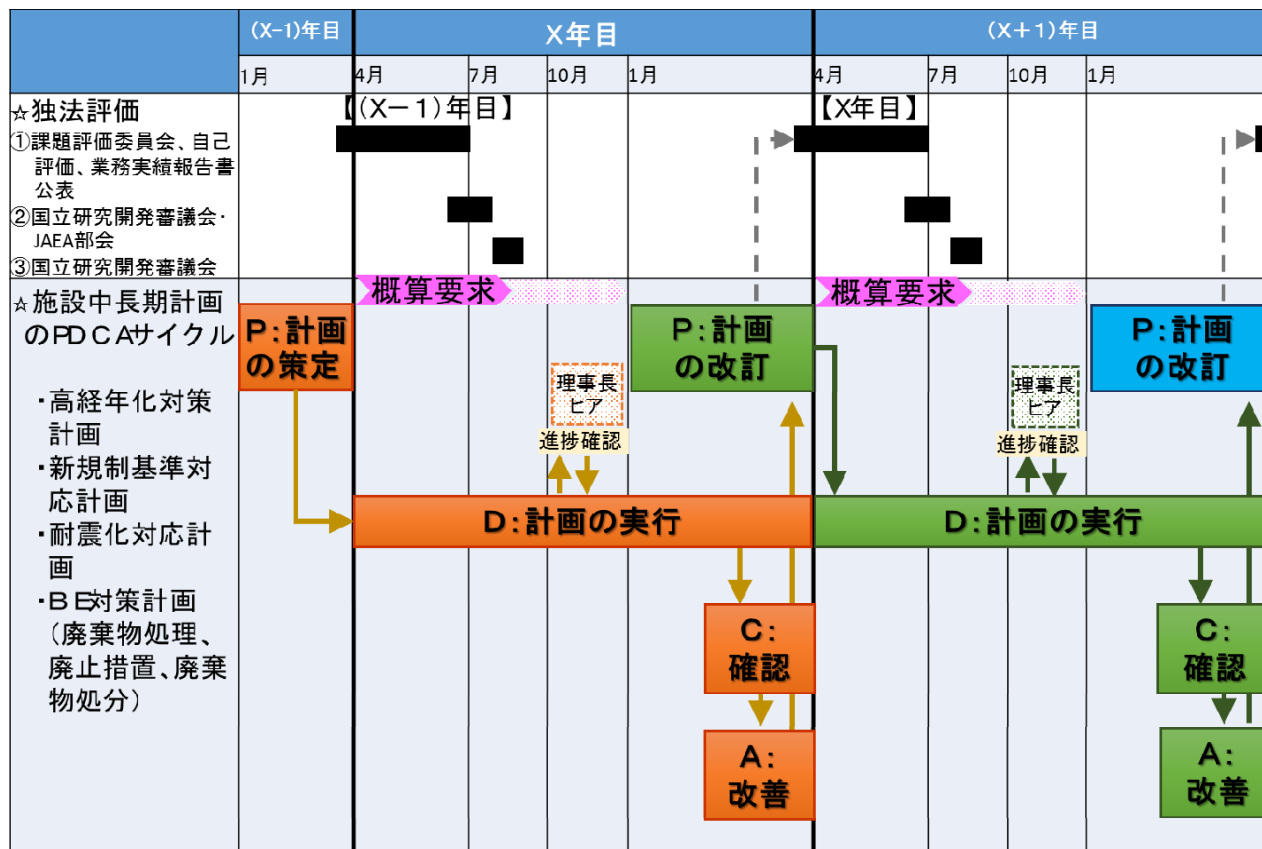 (X-1)年目
X年目
(X+1)年目
1月
4月
7月
10月
1月
4月
7月
10月
1月
☆独法評価
①課題評価委員会、自己
評価、業務実績報告書
公表
②国立研究開発審議会・
JAEA部会
③国立研究開発審議会
【(X-1)年目】
【X年目】
☆施設中長期計画
のPDCAサイクル
・高経年化対策
計画
・新規制基準対
応計画
・耐震化対応計
画
・BE対策計画
(廃棄物処理、
廃止措置、廃棄
物処分)
概算要求
概算要求
P:計画
の策定
P:計画
の改訂
P:計画
の改訂
理事長
ヒア
進捗確認
理事長
ヒア
進捗確認
D:計画の実行
D:計画の実行
C:
確認
C:
確認
A:
改善
A:
改善